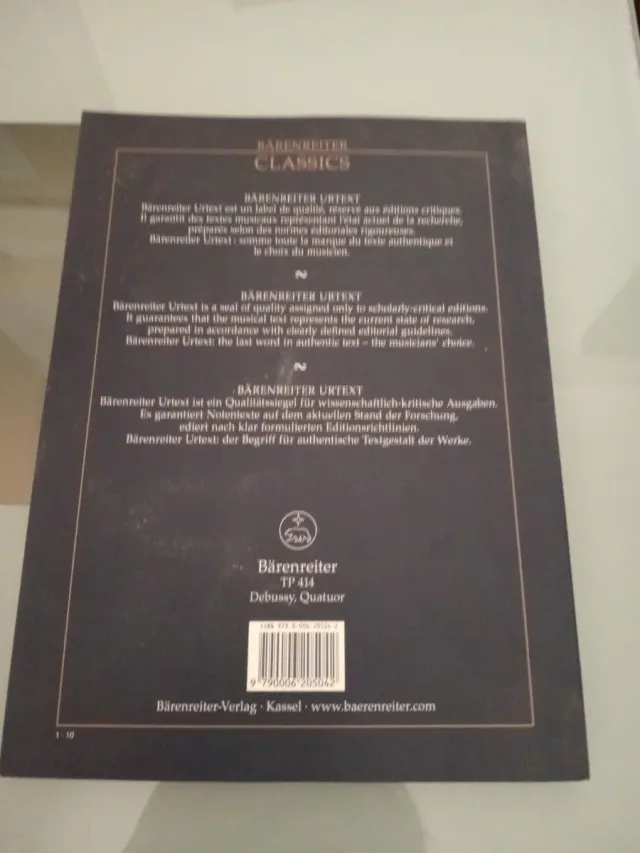 BÄRENREITER
CLASSICS
BÄRENREITER URTEXT
Bärenreiter Urtext est un label de qualité, réservé aux éditions critiques.
Il garantit des textes musicaux représentant l'état actuel de la recherche,
préparés selon des normes éditoriales rigoureuses.
Bärenreiter Urtext : somme toute la marque du texte authentique et
le choix du musicien.
BÄRENREITER URTEXT
Bärenreiter Urtext is a seal of quality assigned only to scholarly-critical editions.
It guarantees that the musical text represents the current state of research,
prepared in accordance with clearly defined editorial guidelines.
Bärenreiter Urtext: the last word in authentic text – the musicians' choice.
BÄRENREITER URTEXT
Bärenreiter Urtext ist ein Qualitätssiegel für wissenschaftlich-kritische Ausgaben.
Es garantiert Notentexte auf dem aktuellen Stand der Forschung,
ediert nach klar formulierten Editionsrichtlinien.
Bärenreiter Urtext: der Begriff für authentische Textgestalt der Werke.
Bärenreiter
TP 414
Debussy, Quatuor
9 790006 205042
Bärenreiter-Verlag · Kassel · www.baerenreiter.com
1 · 10